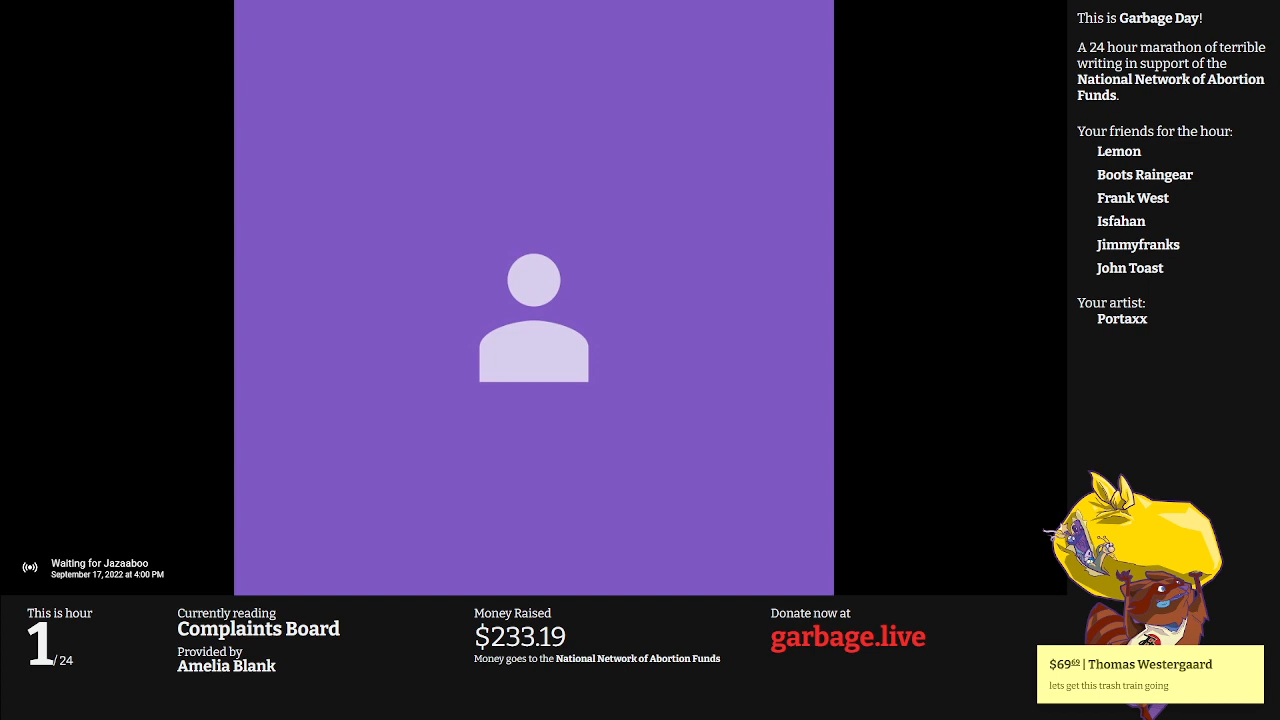 This is Garbage Day!
A 24 hour marathon of terrible
writing in support of the
National Network of Abortion
Funds.
Your friends for the hour:
Lemon
Boots Raingear
Frank West
Isfahan
Jimmyfranks
John Toast
Your artist:
Portaxx
Waiting for Jazaaboo
September 17, 2022 at 4:00 PM
This is hour
1/ 24
Currently reading
Complaints Board
Provided by
Amelia Blank
Money Raised
$233.19
Money goes to the National Network of Abortion Funds
Donate now at
garbage.live
$69.69 | Thomas Westergaard
lets get this trash train going